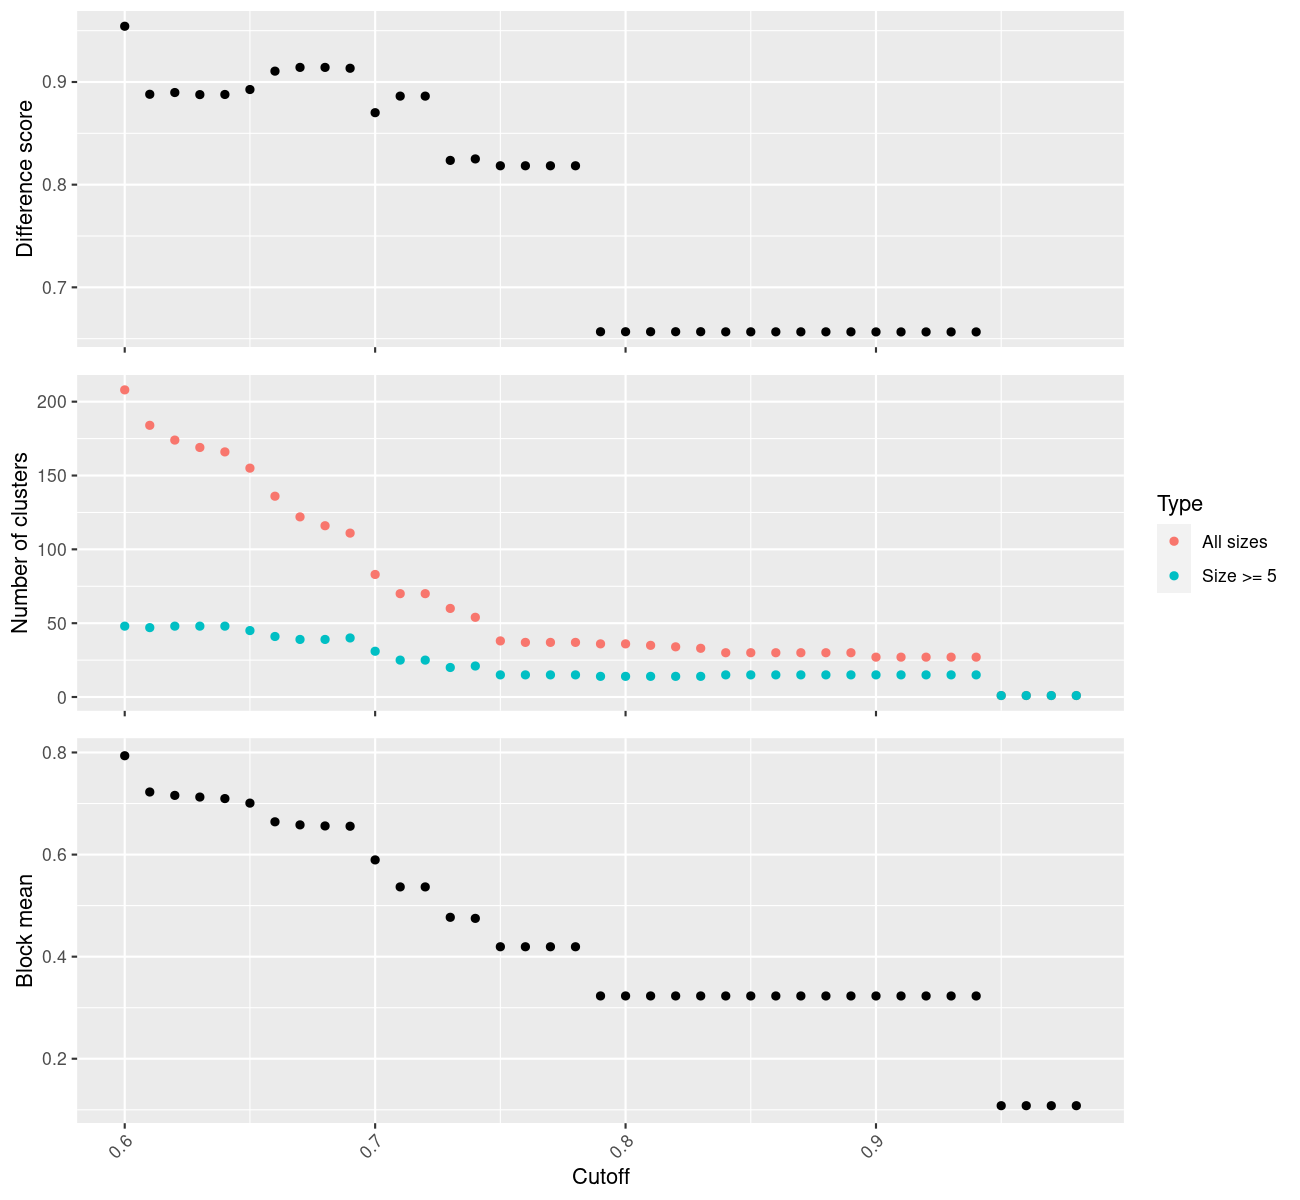 Difference score
0.9
0.8
0.7
Number of clusters
200
150
100
50
0
Type
All sizes
Size >= 5
Block mean
0.8
0.6
0.4
0.2
0.6
0.7
0.8
0.9
Cutoff